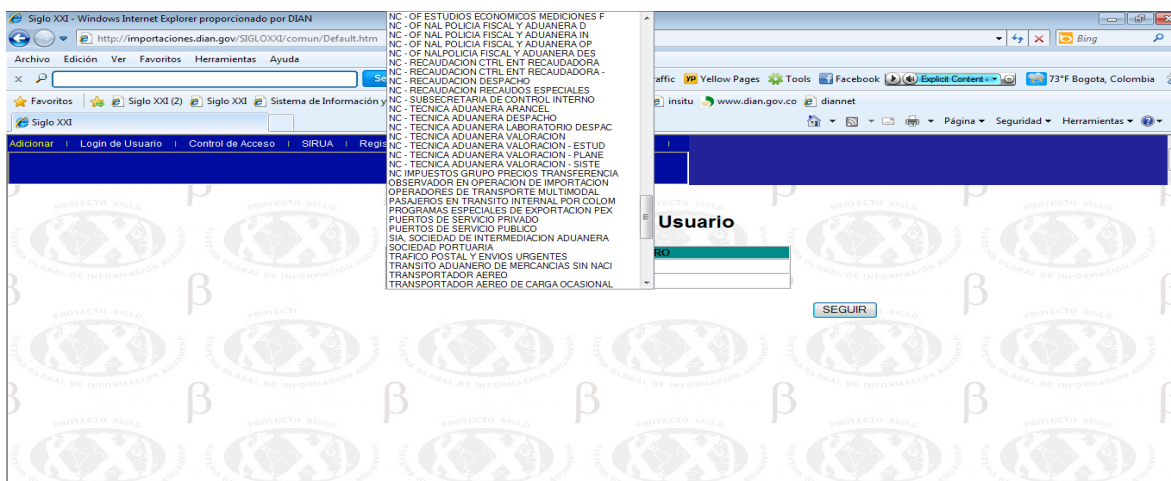 Siglo XXI - Windows Internet Explorer proporcionado por DIAN
http://importaciones.dian.gov/SIGLOXXI/comun/Default.htm
Bing
Archivo Edición Ver Favoritos Herramientas Ayuda
Yellow Pages Tools Facebook Explicit Content 73°F Bogota, Colombia
Favoritos Siglo XXI (2) Siglo XXI Sistema de Información y insitu www.dian.gov.co diannet
Siglo XXI
Página Seguridad Herramientas
Adicionar | Login de Usuario | Control de Acceso | SIRUA | Regis
NC - OF ESTUDIOS ECONOMICOS MEDICIONES F
NC - OF NAL POLICIA FISCAL Y ADUANERA D
NC - OF NAL POLICIA FISCAL Y ADUANERA IN
NC - OF NAL POLICIA FISCAL Y ADUANERA OP
NC - OF NALPOLICIA FISCAL Y ADUANERA DES
NC - RECAUDACION CTRL ENT RECAUDADORA
NC - RECAUDACION CTRL ENT RECAUDADORA -
NC - RECAUDACION DESPACHO
NC - RECAUDACION RECAUDOS ESPECIALES
NC - SUBSECRETARIA DE CONTROL INTERNO
NC - TECNICA ADUANERA ARANCEL
NC - TECNICA ADUANERA DESPACHO
NC - TECNICA ADUANERA LABORATORIO DESPAC
NC - TECNICA ADUANERA VALORACION
NC - TECNICA ADUANERA VALORACION - ESTUD
NC - TECNICA ADUANERA VALORACION - PLANE
NC - TECNICA ADUANERA VALORACION - SISTE
NC IMPUESTOS GRUPO PRECIOS TRANSFERENCIA
OBSERVADOR EN OPERACION DE IMPORTACION
OPERADORES DE TRANSPORTE MULTIMODAL
PASAJEROS EN TRANSITO INTERNAL POR COLOM
PROGRAMAS ESPECIALES DE EXPORTACION PEX
PUERTOS DE SERVICIO PRIVADO
PUERTOS DE SERVICIO PUBLICO
SIA, SOCIEDAD DE INTERMEDIACION ADUANERA
SOCIEDAD PORTUARIA
TRAFICO POSTAL Y ENVIOS URGENTES
TRANSITO ADUANERO DE MERCANCIAS SIN NACI
TRANSPORTADOR AEREO
TRANSPORTADOR AEREO DE CARGA OCASIONAL
Usuario
RO
SEGUIR